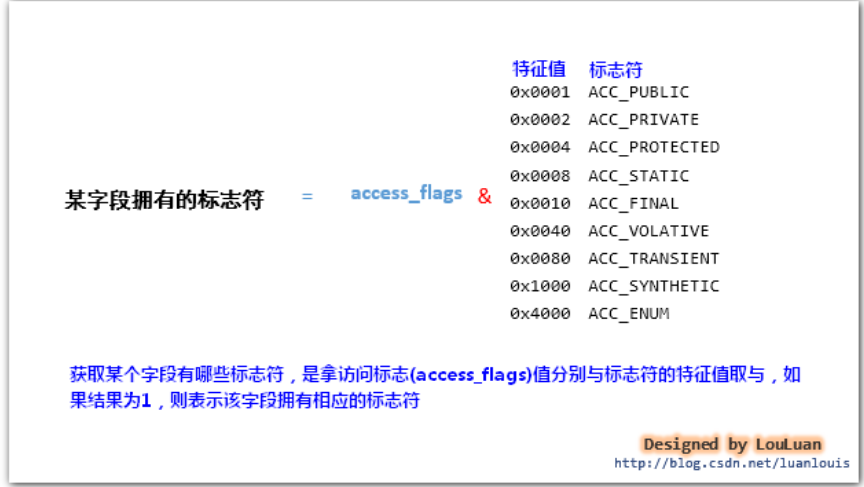 特征值 标志符
0x0001 ACC_PUBLIC
0x0002 ACC_PRIVATE
0x0004 ACC_PROTECTED
0x0008 ACC_STATIC
某字段拥有的标志符 = access_flags & 0x0010 ACC_FINAL
0x0040 ACC_VOLATIVE
0x0080 ACC_TRANSIENT
0x1000 ACC_SYNTHETIC
0x4000 ACC_ENUM
获取某个字段有哪些标志符，是拿访问标志(access_flags)值分别与标志符的特征值取与，如
果结果为1，则表示该字段拥有相应的标志符
Designed by LouLuan
http://blog.csdn.net/luanlouis